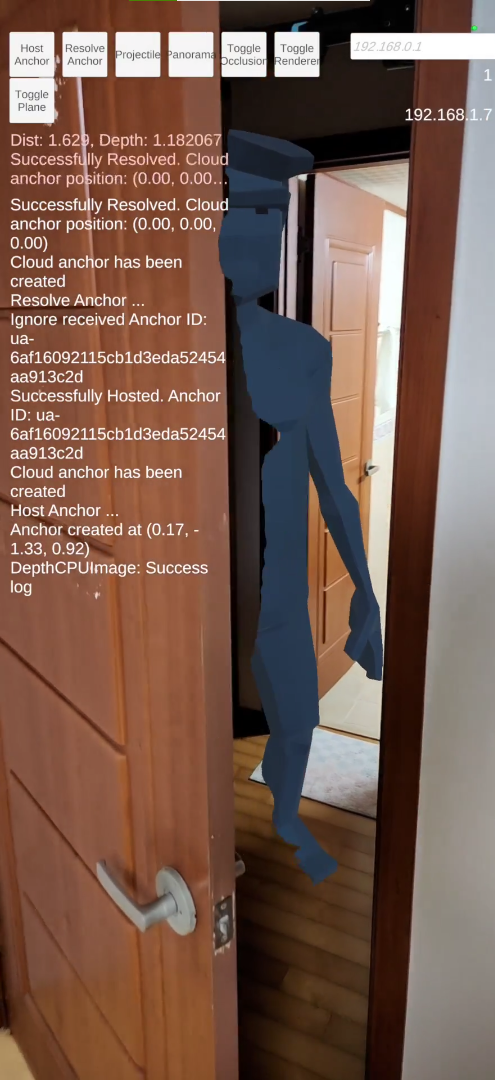 Host
Anchor
Resolve
Anchor
Projectile
Panorama
Toggle
Occlusion
Toggle
Renderer
192.168.0.1
1
Toggle
Plane
192.168.1.7
Dist: 1.629, Depth: 1.182067
Successfully Resolved. Cloud
anchor position: (0.00, 0.00...
Successfully Resolved. Cloud
anchor position: (0.00, 0.00,
0.00)
Cloud anchor has been
created
Resolve Anchor ...
Ignore received Anchor ID:
ua-
6af16092115cb1d3eda52454
aa913c2d
Successfully Hosted. Anchor
ID: ua-
6af16092115cb1d3eda52454
aa913c2d
Cloud anchor has been
created
Host Anchor ...
Anchor created at (0.17, -
1.33, 0.92)
DepthCPUImage: Success
log